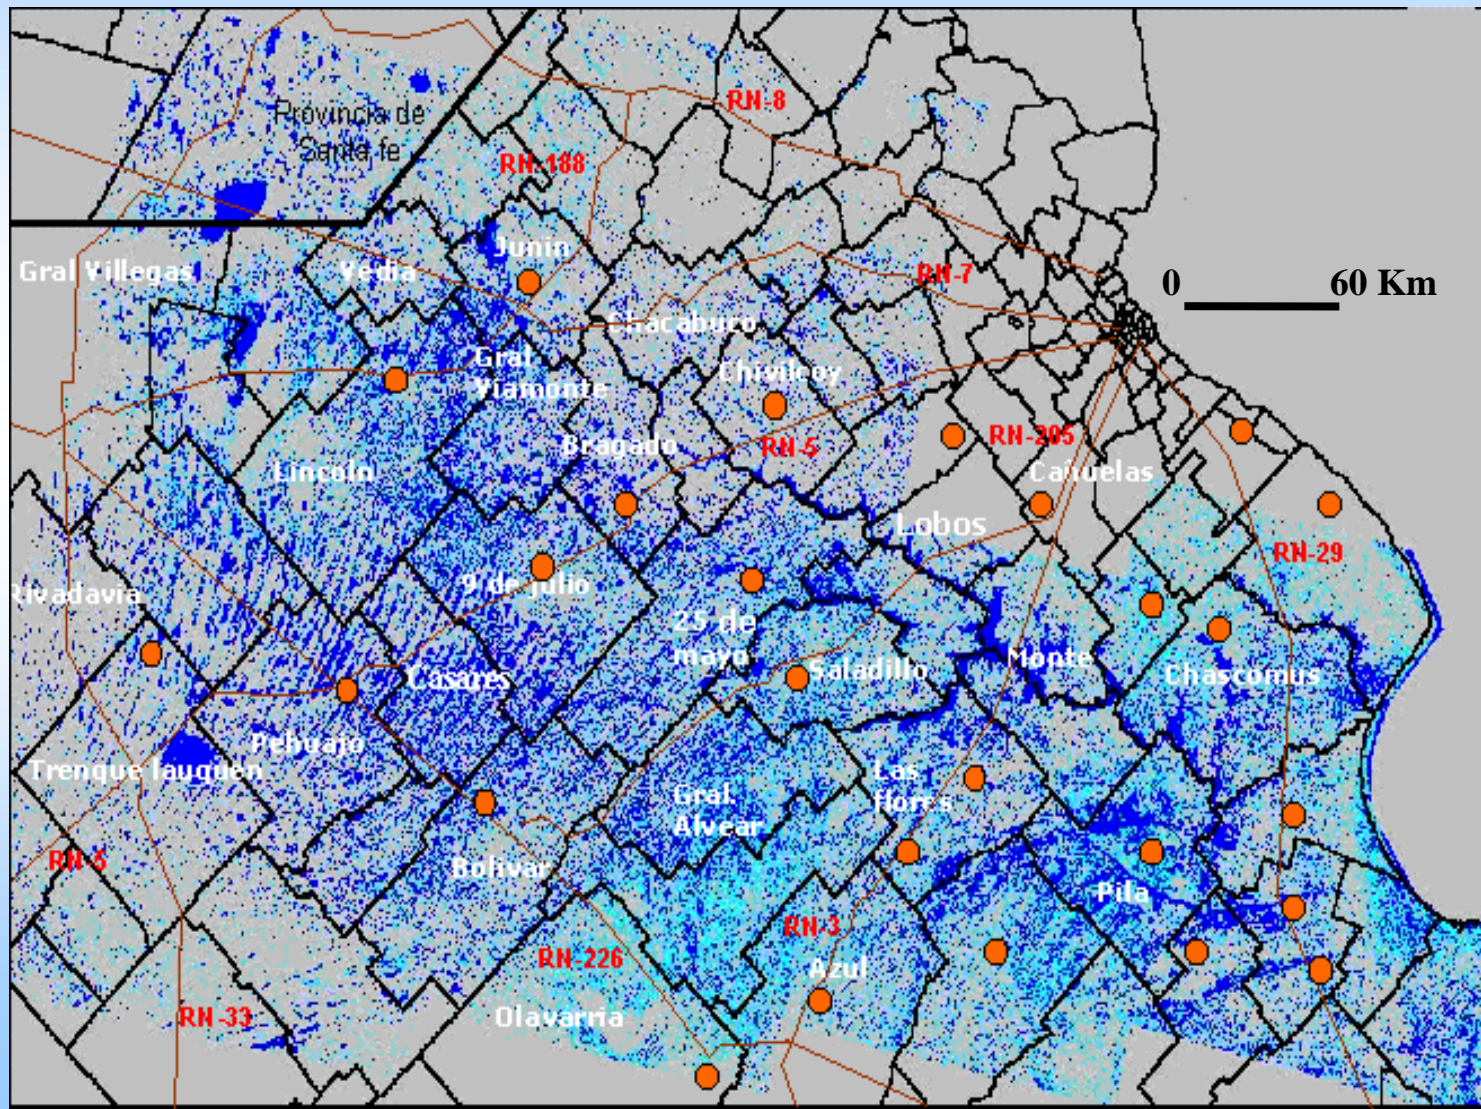 RN-8
Provincia de
Santa fe
RN-188
Junin
Gral Villegas
Vedia
RN-7
0 60 Km
Chacabuco
Gral
Viamonte
Chivilcoy
Bragado
RN-5
RN-205
Lincoln
Cañuelas
Lobos
RN-29
9 de julio
Rivadavia
25 de
mayo
Saladillo
Monte
Casares
Chascomus
Pehuajo
Trenque lauquen
Las
flores
Gral.
Alvear
RN-5
Bolivar
Pila
RN-3
RN-226
Azul
RN-33
Olavarria